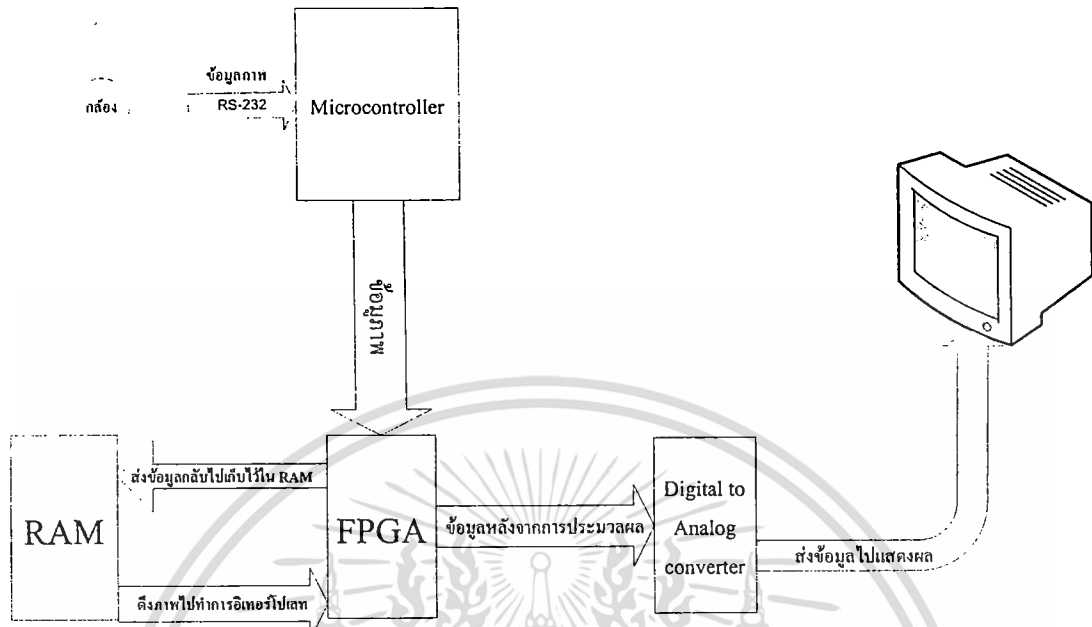 ข้อมูลภาพ
กล้อง
RS-232
Microcontroller
ข้อมูลภาพ
RAM
ส่งข้อมูลกลับไปเก็บไว้ใน RAM
ดึงภาพไปทำการอิเทอร์โปเลท
FPGA
ข้อมูลหลังจากการประมวลผล
Digital to
Analog
converter
ส่งข้อมูลไปแสดงผล